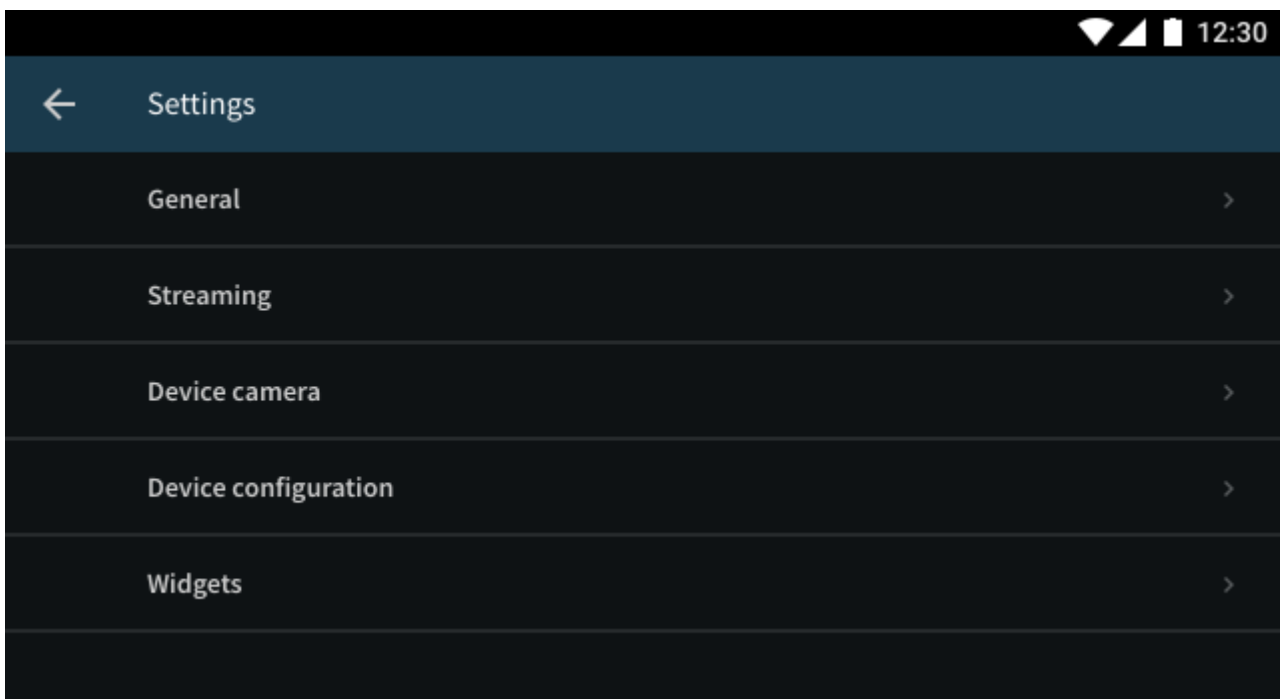 12:30
Settings
General
Streaming
Device camera
Device configuration
Widgets